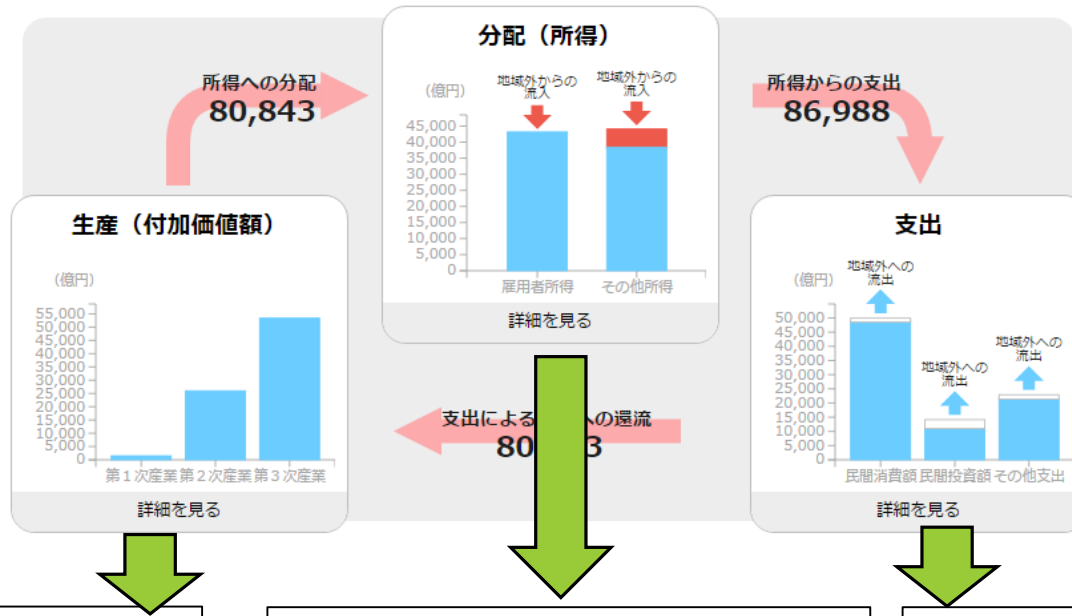 分配（所得）
（億円）
地域外からの
流入
地域外からの
流入
45,000
40,000
35,000
30,000
25,000
20,000
15,000
10,000
5,000
0
雇用者所得
その他所得
詳細を見る
所得への分配
80,843
所得からの支出
86,988
生産（付加価値額）
（億円）
55,000
50,000
45,000
40,000
35,000
30,000
25,000
20,000
15,000
10,000
5,000
0
第１次産業
第２次産業
第３次産業
詳細を見る
支出による
への還流
80
3
支出
（億円）
地域外への
流出
地域外への
流出
地域外への
流出
50,000
45,000
40,000
35,000
30,000
25,000
20,000
15,000
10,000
5,000
0
民間消費額
民間投資額
その他支出
詳細を見る